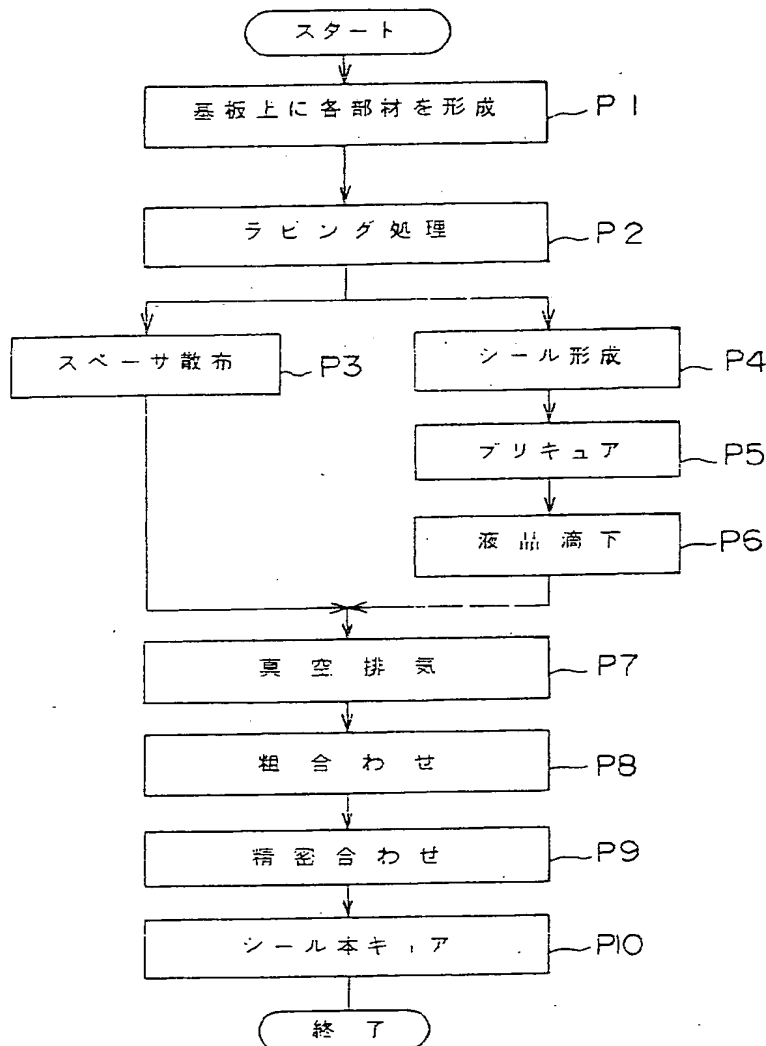 スタート
基板上に各部材を形成 P1
ラビング処理 P2
スペーサ散布 P3
シール形成 P4
プリキュア P5
液晶滴下 P6
真空排気 P7
粗合わせ P8
精密合わせ P9
シール本キュア P10
終了